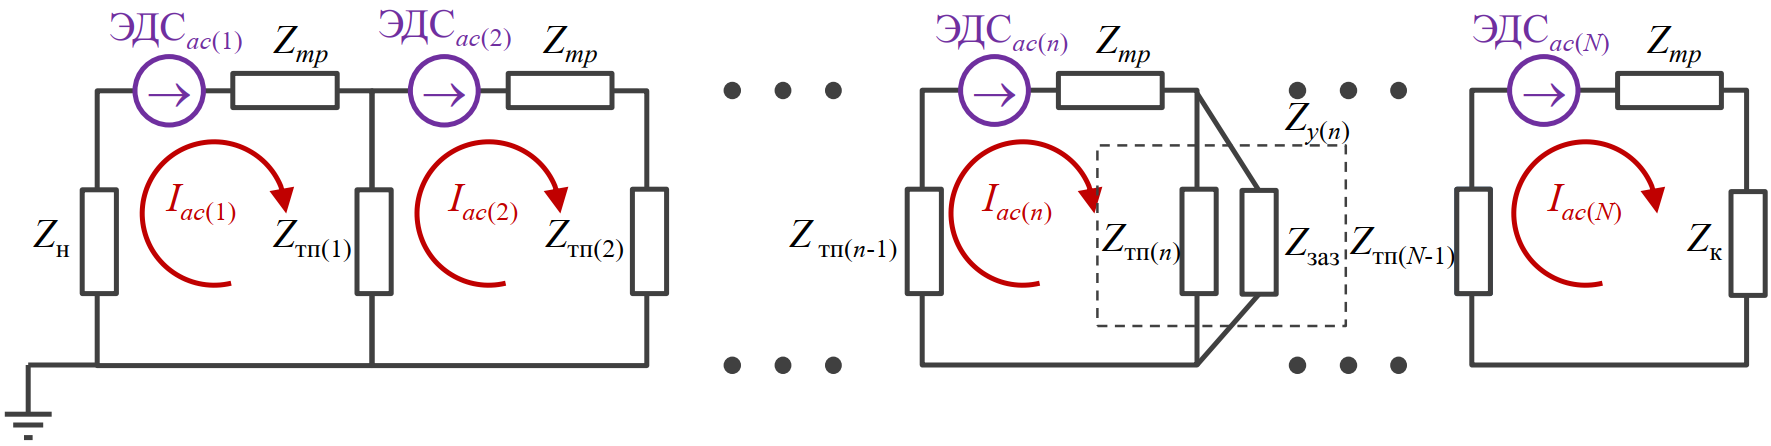 ЭДСac(1)
Zтр
ЭДСac(2)
Zтр
ЭДСac(n)
Zтр
ЭДСac(N)
Zтр
Zу(n)
Iac(1)
Iac(2)
Iac(n)
Iac(N)
Zн
Zтп(1)
Zтп(2)
Z тп(n-1)
Zтп(n)
Zзаз
Zтп(N-1)
Zк